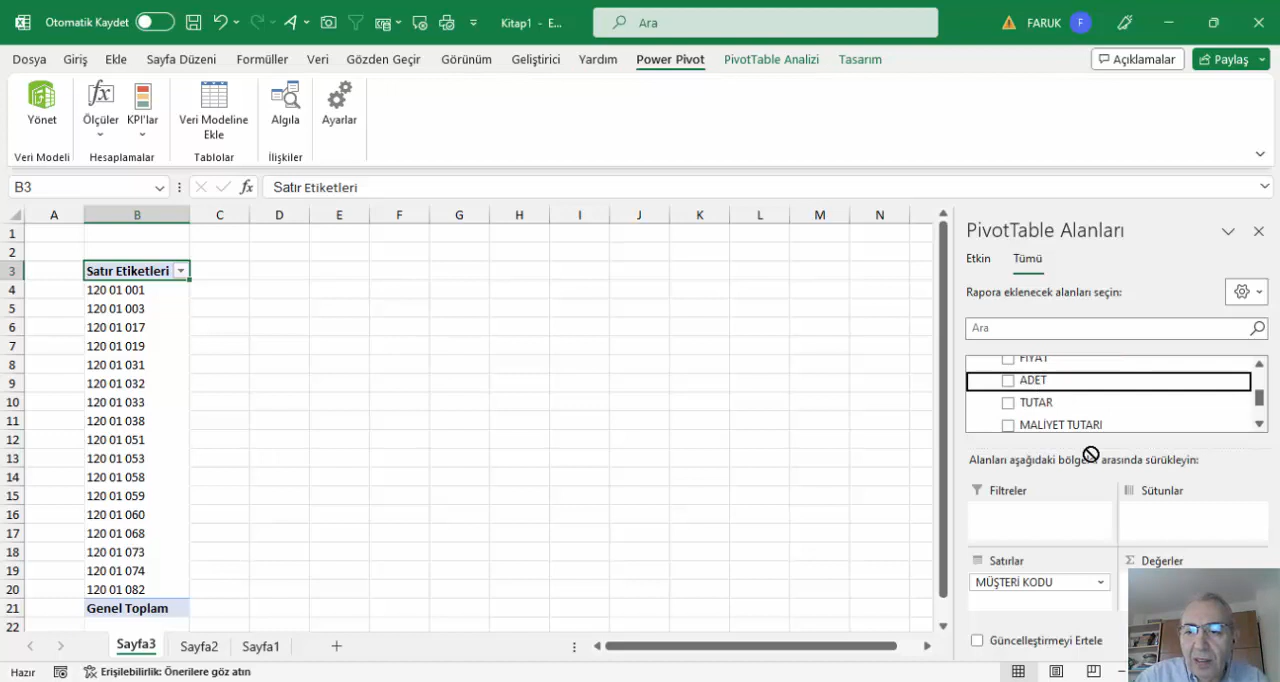 Otomatik Kaydet
Kitap1 - E...
Ara
FARUK
F
Dosya Giriş Ekle Sayfa Düzeni Formüller Veri Gözden Geçir Görünüm Geliştirici Yardım Power Pivot PivotTable Analizi Tasarım
Açıklamalar
Paylaş
Yönet
Ölçüler
KPI'lar
Veri Modeline
Ekle
Algıla
Ayarlar
Veri Modeli
Hesaplamalar
Tablolar
İlişkiler
B3
fx
Satır Etiketleri
A B C D E F G H I J K L M N
1
2
3 Satır Etiketleri
4 120 01 001
5 120 01 003
6 120 01 017
7 120 01 019
8 120 01 031
9 120 01 032
10 120 01 033
11 120 01 038
12 120 01 051
13 120 01 053
14 120 01 058
15 120 01 059
16 120 01 060
17 120 01 068
18 120 01 073
19 120 01 074
20 120 01 082
21 Genel Toplam
22
PivotTable Alanları
Etkin Tümü
Rapora eklenecek alanları seçin:
Ara
FİYAT
ADET
TUTAR
MALİYET TUTARI
Alanları aşağıdaki arasında sürükleyin:
Filtreler
Sütunlar
Satırlar
Σ Değerler
MÜŞTERİ KODU
Güncelleştirmeyi Ertele
Sayfa3 Sayfa2 Sayfa1
Hazır
Erişilebilirlik: Önerilere göz atın